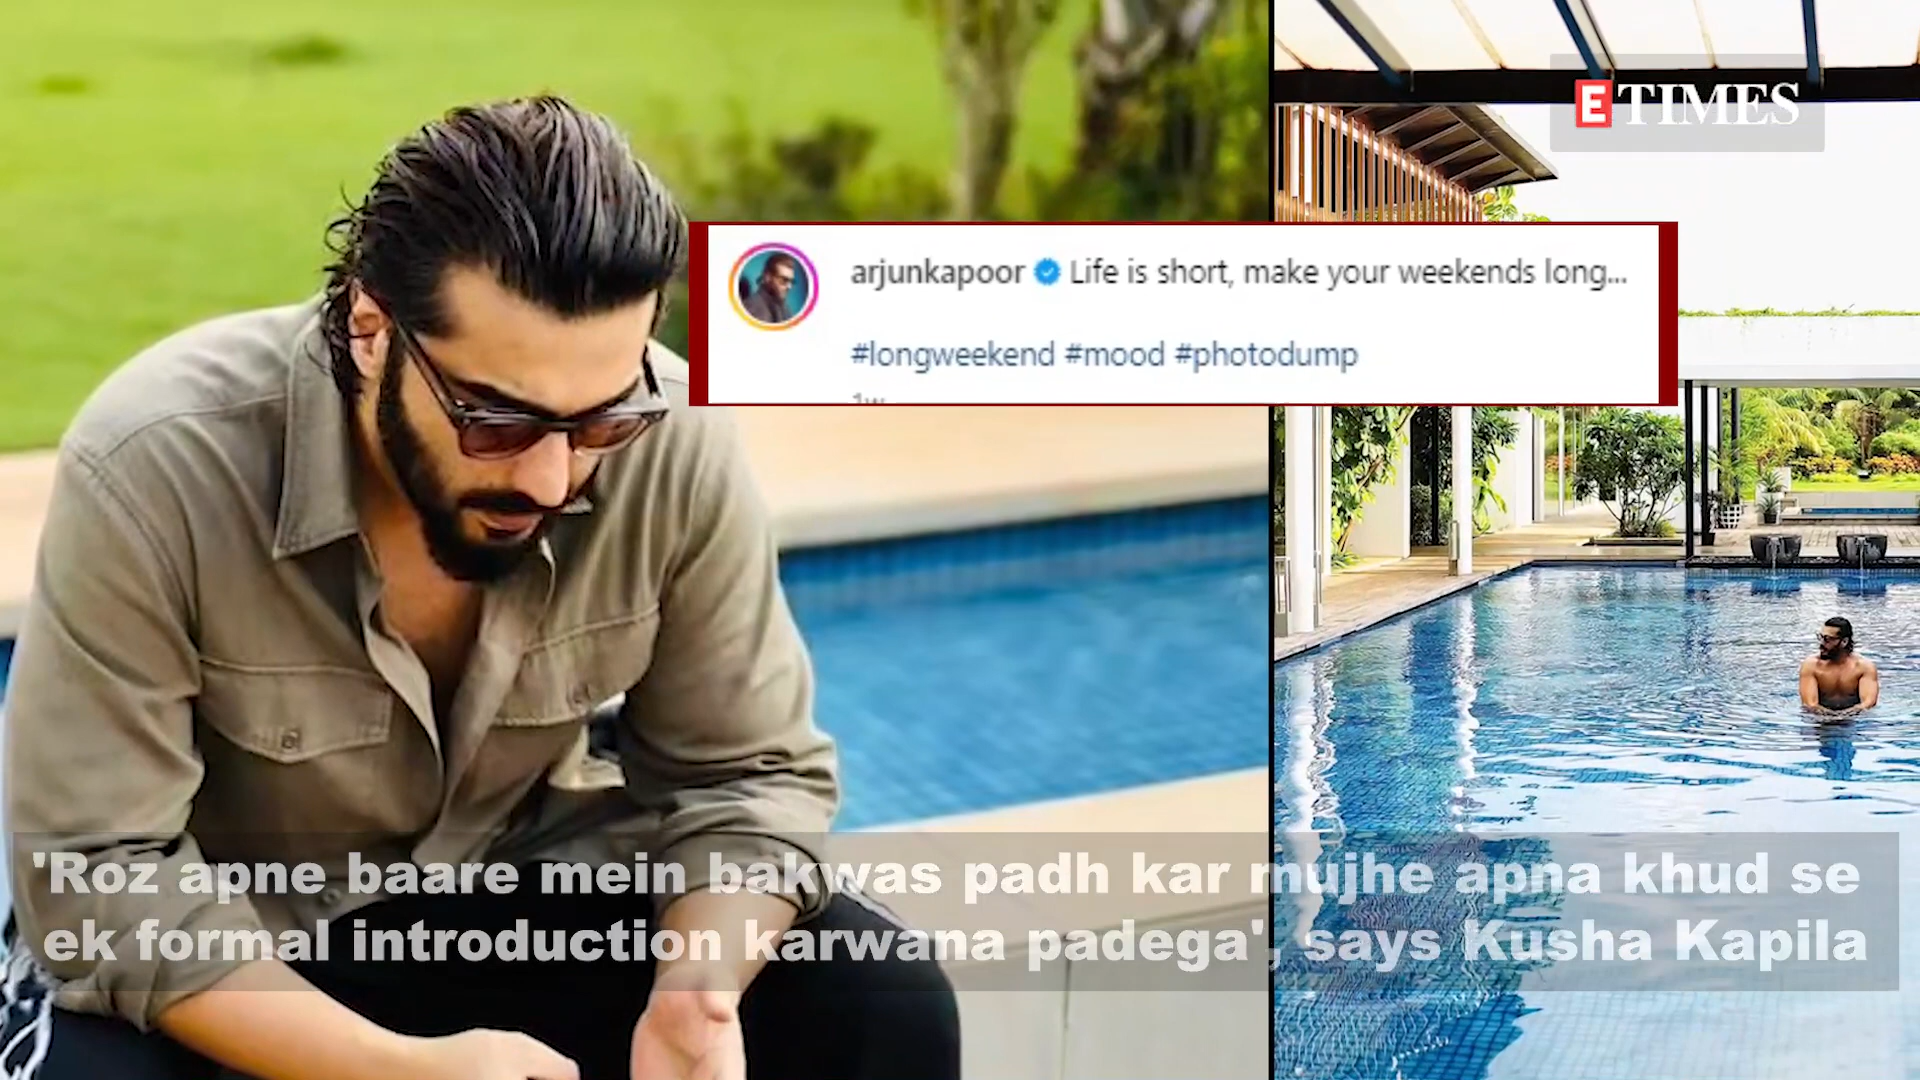 ETIMES
arjunkapoor Life is short, make your weekends long...
#longweekend #mood #photodump
1w
'Roz apne baare mein bakwas padh kar mujhe apna khud se
ek formal introduction karwana padega', says Kusha Kapila